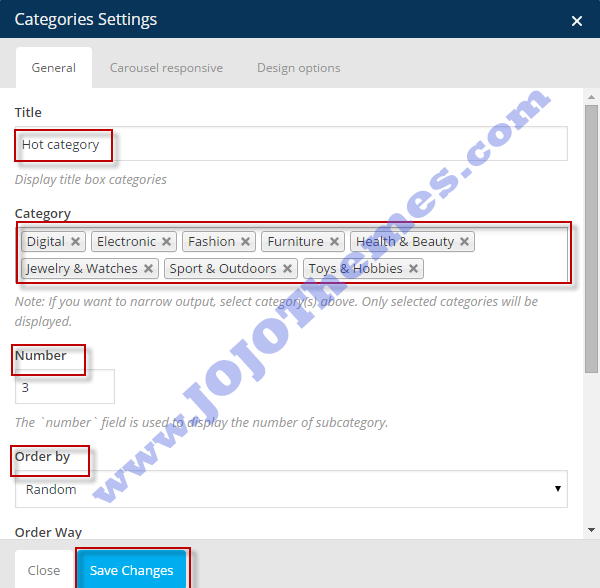 Categories Settings ×
General Carousel responsive Design options
Title
Hot category
Display title box categories
Category
Digital × Electronic × Fashion × Furniture × Health & Beauty ×
Jewelry & Watches × Sport & Outdoors × Toys & Hobbies ×
Note: If you want to narrow output, select category(s) above. Only selected categories will be
displayed.
Number
3
The `number` field is used to display the number of subcategory.
Order by
Random
Order Way
Close Save Changes
www.JOJOThemes.com